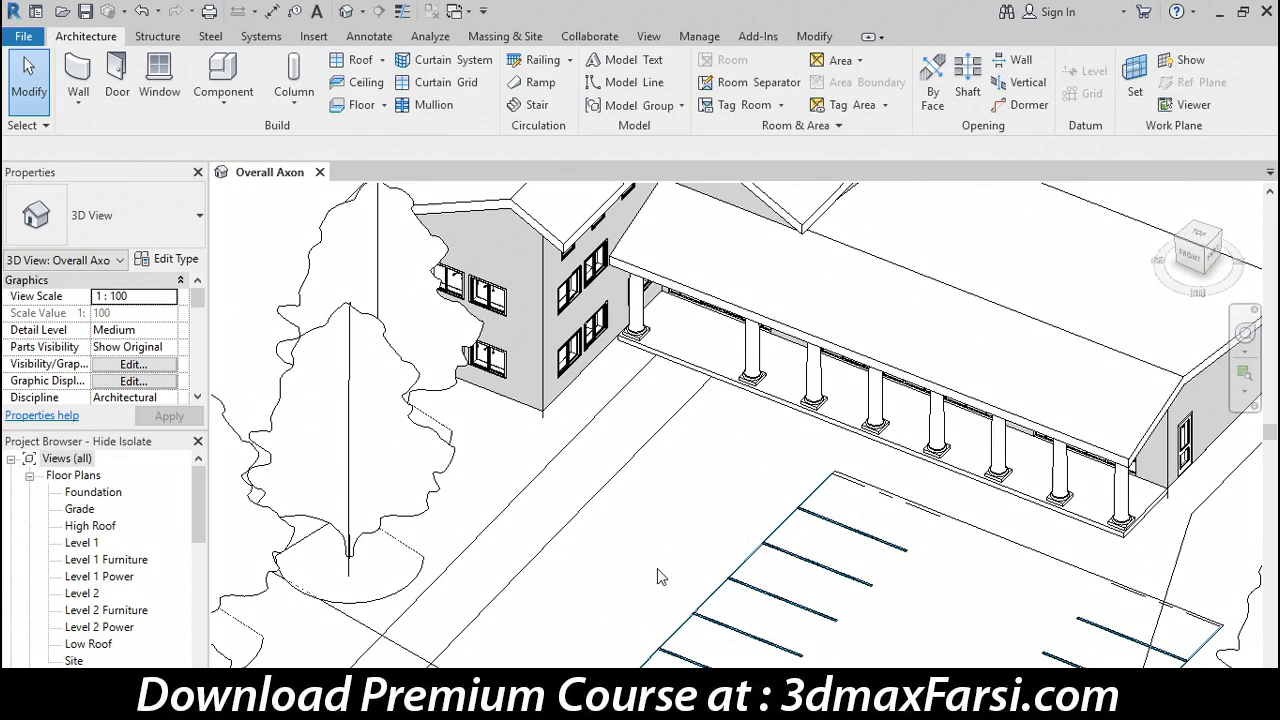 Sign In
File Architecture Structure Steel Systems Insert Annotate Analyze Massing & Site Collaborate View Manage Add-Ins Modify
Modify
Select
Wall
Door
Window
Component
Column
Roof
Ceiling
Floor
Curtain System
Curtain Grid
Mullion
Build
Railing
Ramp
Stair
Circulation
Model Text
Model Line
Model Group
Model
Room
Room Separator
Tag Room
Area
Area Boundary
Tag Area
Room & Area
By
Face
Shaft
Wall
Vertical
Dormer
Opening
Level
Grid
Datum
Set
Show
Ref Plane
Viewer
Work Plane
Properties
Overall Axon
3D View
3D View: Overall Axo
Edit Type
Graphics
View Scale 1 : 100
Scale Value 1: 100
Detail Level Medium
Parts Visibility Show Original
Visibility/Grap... Edit...
Graphic Displ... Edit...
Discipline Architectural
Properties help Apply
Project Browser - Hide Isolate
Views (all)
Floor Plans
Foundation
Grade
High Roof
Level 1
Level 1 Furniture
Level 1 Power
Level 2
Level 2 Furniture
Level 2 Power
Low Roof
Site
TOP
FRONT
Download Premium Course at : 3dmaxFarsi.com